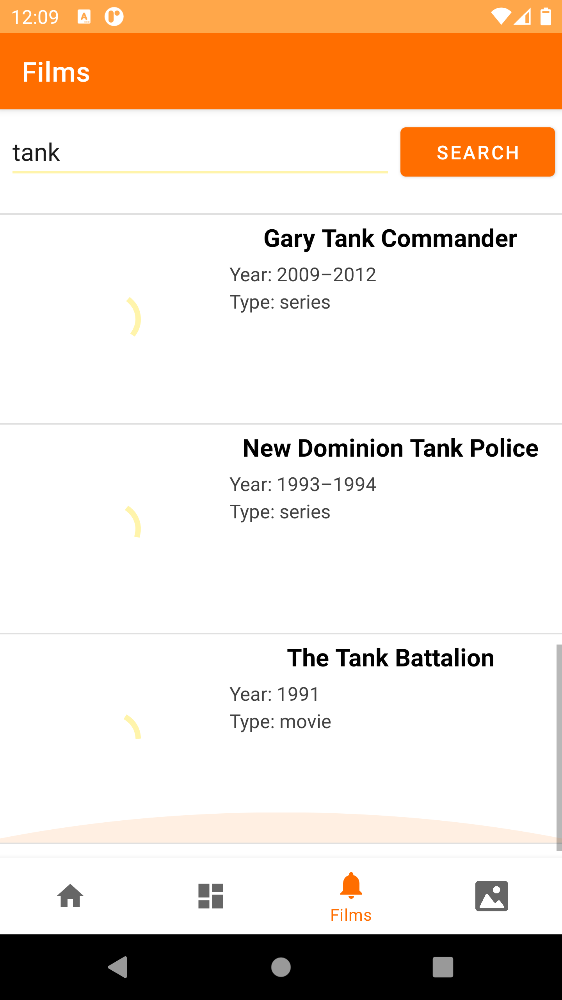 12:09
Films
tank
SEARCH
Gary Tank Commander
Year: 2009–2012
Type: series
New Dominion Tank Police
Year: 1993–1994
Type: series
The Tank Battalion
Year: 1991
Type: movie
Films